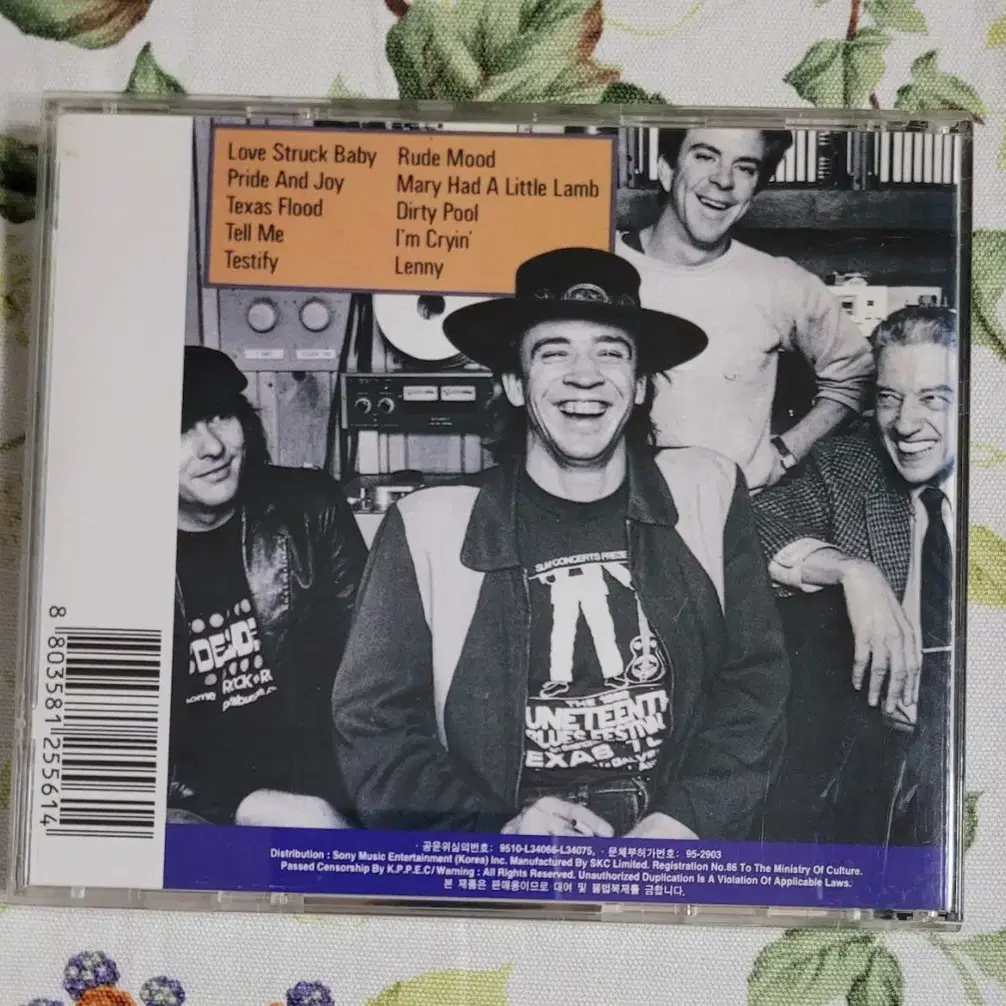 Love Struck Baby
Pride And Joy
Texas Flood
Tell Me
Testify
Rude Mood
Mary Had A Little Lamb
Dirty Pool
I'm Cryin'
Lenny
ROCK
THE
JUNETEENTH
BLUES FESTIVAL
TEXAS
8 803581 255614
· 공문위심의번호: 9510-L34066-L34075, · 문체부허가번호: 95-2903
Distribution : Sony Music Entertainment (Korea) Inc. Manufactured By SKC Limited. Registration No.86 To The Ministry Of Culture.
Passed Censorship By K.P.P.E.C/ Warning : All Rights Reserved. Unauthorized Duplication Is A Violation Of Applicable Laws.
본 제품은 판매용이므로 대여 및 불법복제를 금합니다.